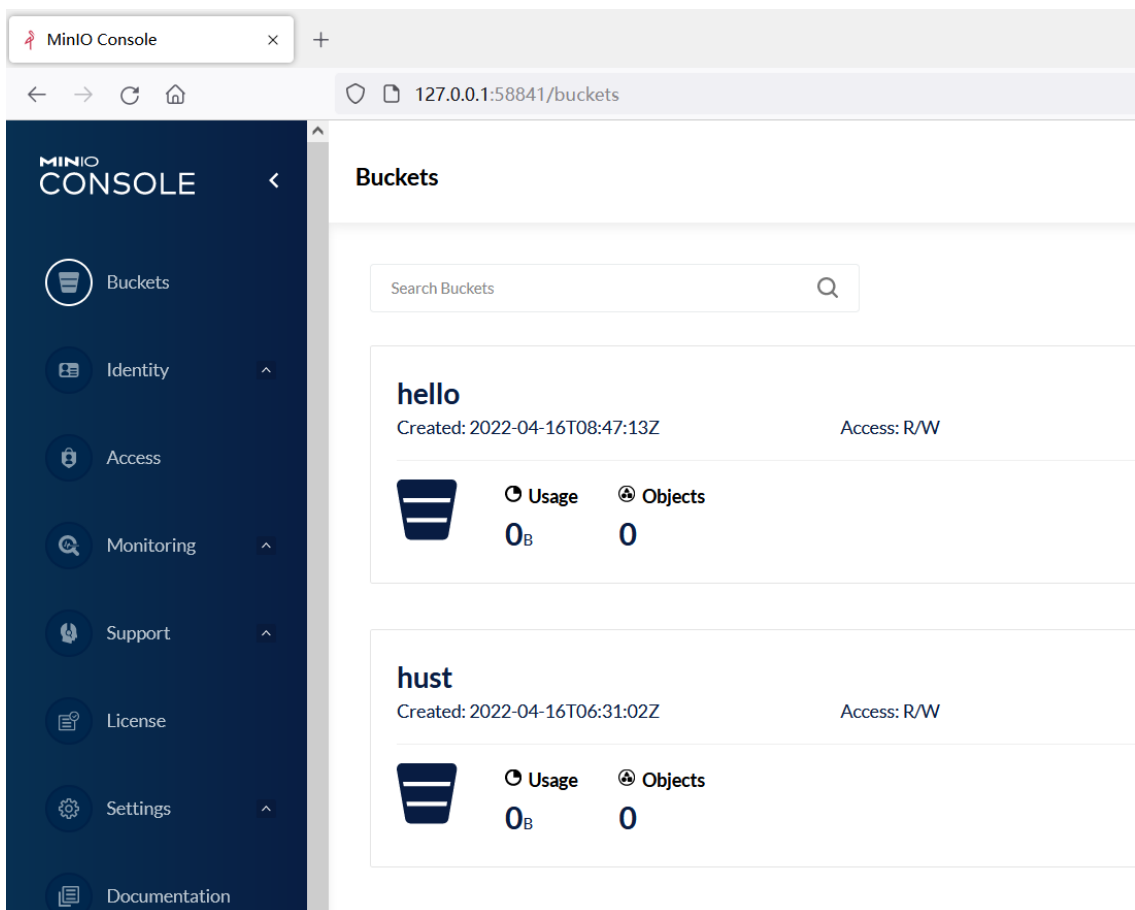 MinIO Console
127.0.0.1:58841/buckets
MINIO
CONSOLE
Buckets
Identity
Access
Monitoring
Support
License
Settings
Documentation
Buckets
Search Buckets
hello
Created: 2022-04-16T08:47:13Z Access: R/W
Usage Objects
0B 0
hust
Created: 2022-04-16T06:31:02Z Access: R/W
Usage Objects
0B 0